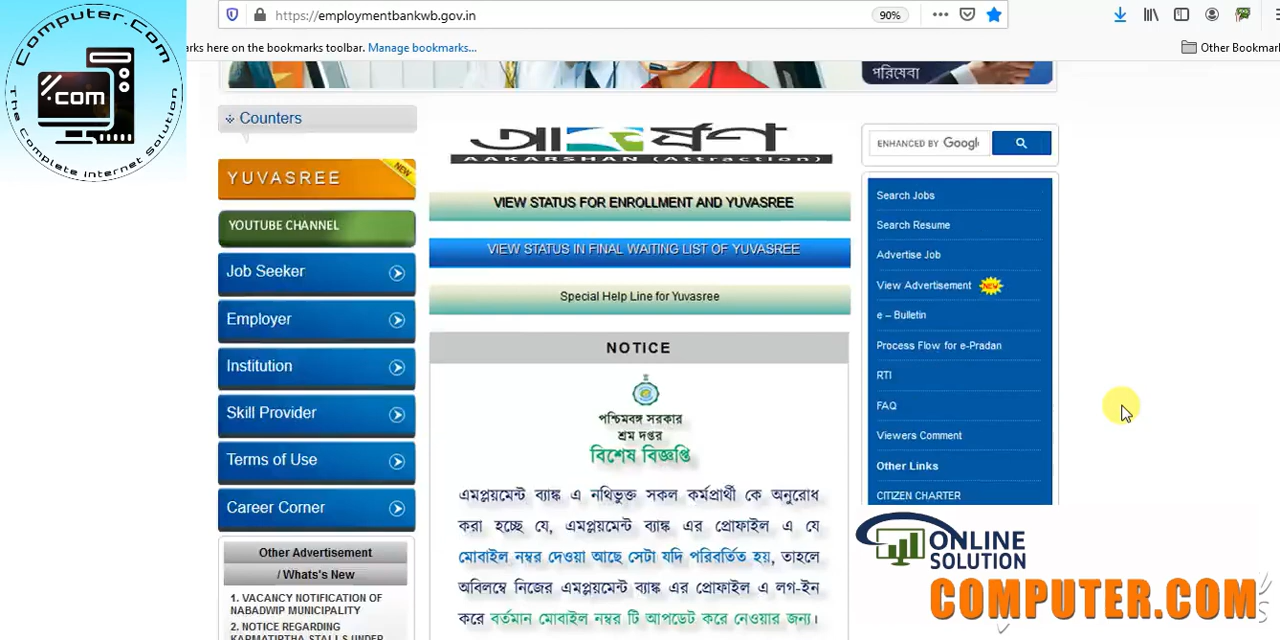 Computer.Com
.com
The Complete Internet Solution
https://employmentbankwb.gov.in
90%
arks here on the bookmarks toolbar. Manage bookmarks...
Other Bookmar
পরিষেবা
Counters
YUVASREE
NEW
YOUTUBE CHANNEL
Job Seeker
Employer
Institution
Skill Provider
Terms of Use
Career Corner
Other Advertisement
/ Whats's New
1. VACANCY NOTIFICATION OF
NABADWIP MUNICIPALITY
2. NOTICE REGARDING
KARMATIRTHA STALLS UNDER
AAKARSHAN (Attraction)
VIEW STATUS FOR ENROLLMENT AND YUVASREE
VIEW STATUS IN FINAL WAITING LIST OF YUVASREE
Special Help Line for Yuvasree
NOTICE
পশ্চিমবঙ্গ সরকার
শ্রম দপ্তর
বিশেষ বিজ্ঞপ্তি
এমপ্লয়মেন্ট ব্যাঙ্ক এ নথিভুক্ত সকল কর্মপ্রার্থী কে অনুরোধ
করা হচ্ছে যে, এমপ্লয়মেন্ট ব্যাঙ্ক এর প্রোফাইল এ যে
মোবাইল নম্বর দেওয়া আছে সেটা যদি পরিবর্তিত হয়, তাহলে
অবিলম্বে নিজের এমপ্লয়মেন্ট ব্যাঙ্ক এর প্রোফাইল এ লগ-ইন
করে বর্তমান মোবাইল নম্বর টি আপডেট করে নেওয়ার জন্য।
ENHANCED BY Google
Search Jobs
Search Resume
Advertise Job
View Advertisement NEW
e – Bulletin
Process Flow for e-Pradan
RTI
FAQ
Viewers Comment
Other Links
CITIZEN CHARTER
ONLINE
SOLUTION
COMPUTER.COM